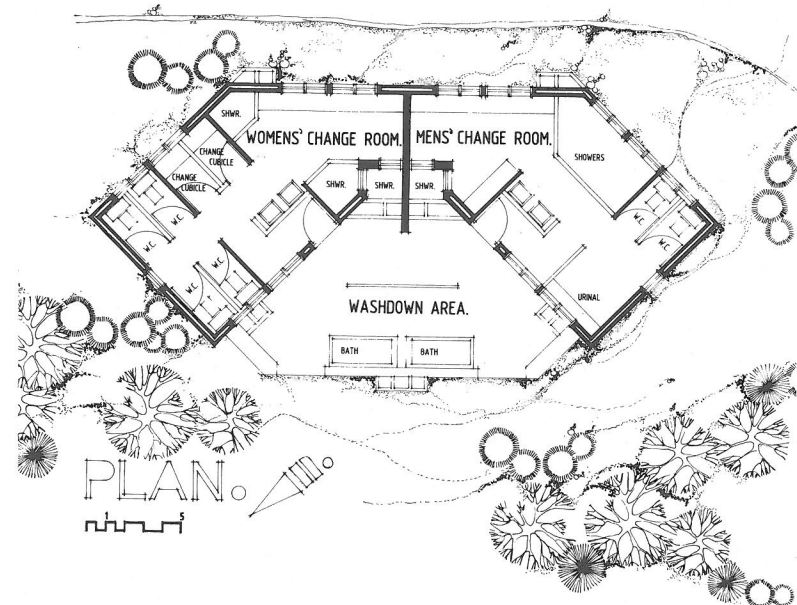 SHWR.
WOMENS' CHANGE ROOM.
MENS' CHANGE ROOM.
CHANGE
CUBICLE
SHOWERS
CHANGE
CUBICLE
SHWR.
SHWR.
SHWR.
W.C.
W.C.
W.C.
W.C.
W.C.
W.C.
URINAL
WASHDOWN AREA.
BATH
BATH
PLAN.
1
5